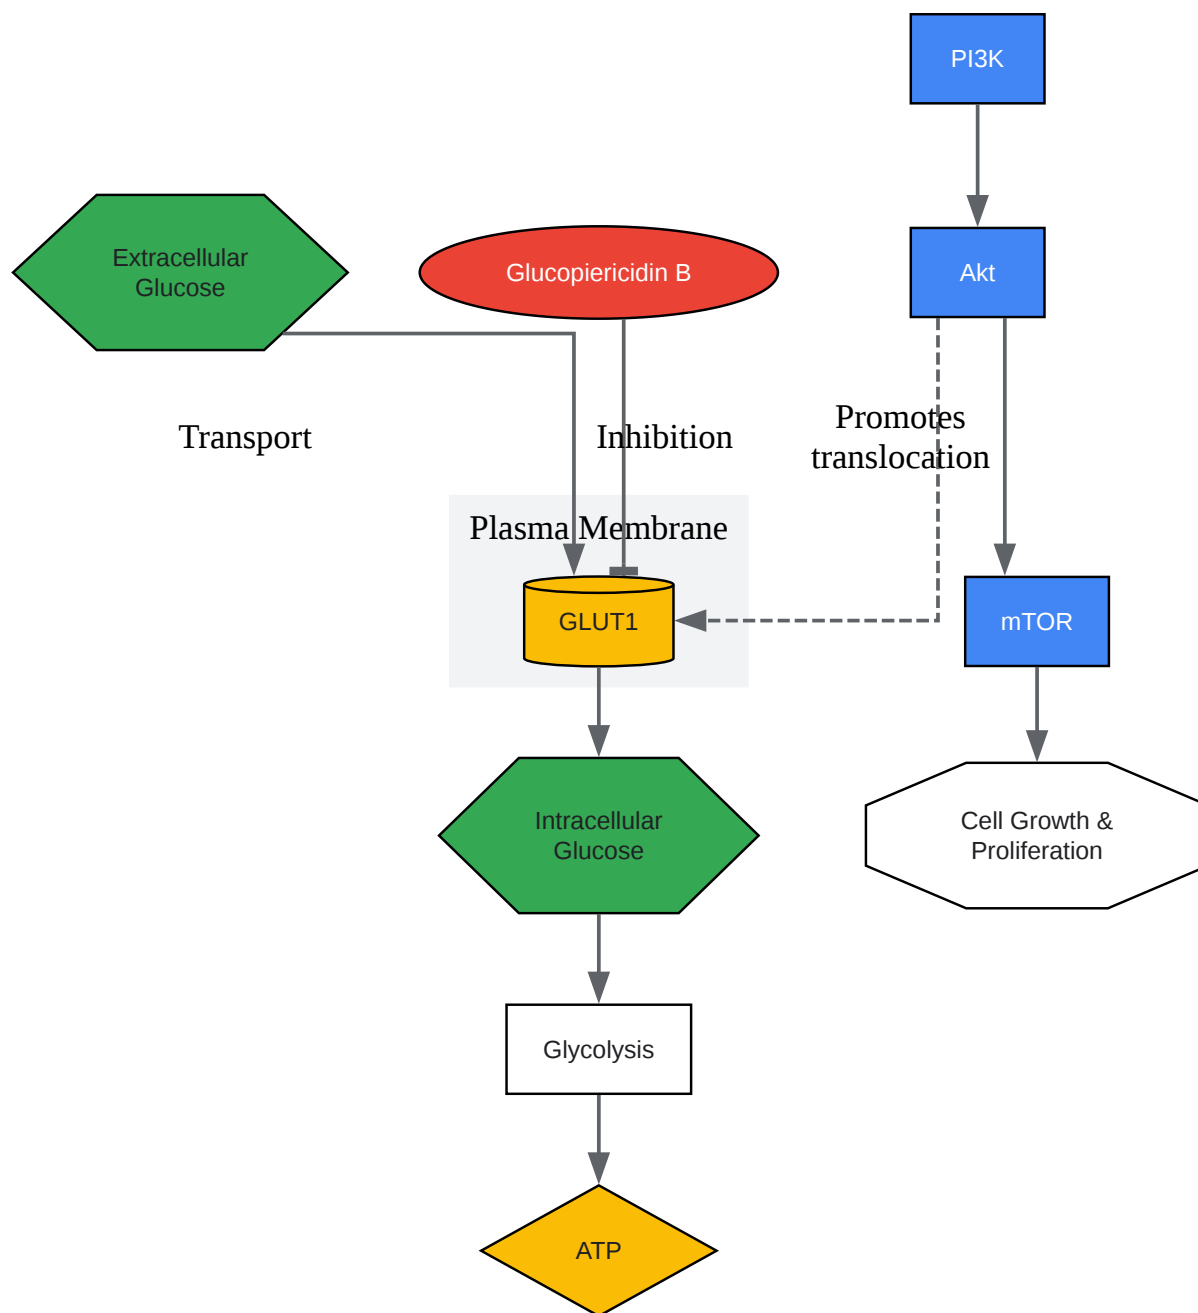 PI3K
Extracellular
Glucose
Glucopiericidin B
Akt
Transport
Inhibition
Promotes
translocation
Plasma Membrane
GLUT1
mTOR
Intracellular
Glucose
Cell Growth &
Proliferation
Glycolysis
ATP